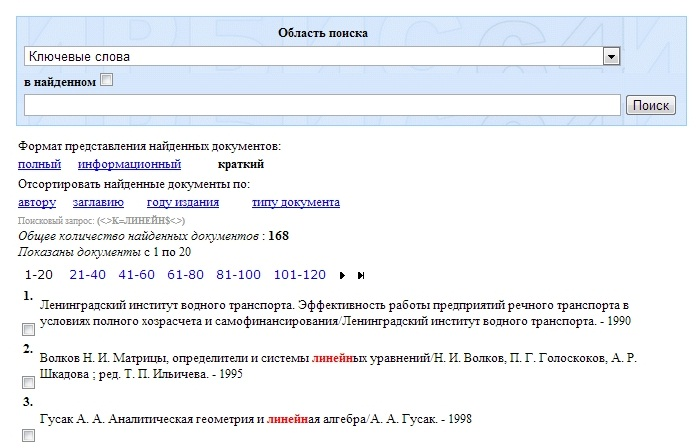 Область поиска
Ключевые слова
в найденном
Поиск
Формат представления найденных документов:
полный информационный краткий
Отсортировать найденные документы по:
автору заглавию году издания типу документа
Поисковый запрос: (<.>K=ЛИНЕЙН$<.>)
Общее количество найденных документов : 168
Показаны документы с 1 по 20
1-20 21-40 41-60 61-80 81-100 101-120
1.
Ленинградский институт водного транспорта. Эффективность работы предприятий речного транспорта в
условиях полного хозрасчета и самофинансирования/Ленинградский институт водного транспорта. - 1990
2.
Волков Н. И. Матрицы, определители и системы линейных уравнений/Н. И. Волков, П. Г. Голоскоков, А. Р.
Шкадова ; ред. Т. П. Ильичева. - 1995
3.
Гусак А. А. Аналитическая геометрия и линейная алгебра/А. А. Гусак. - 1998